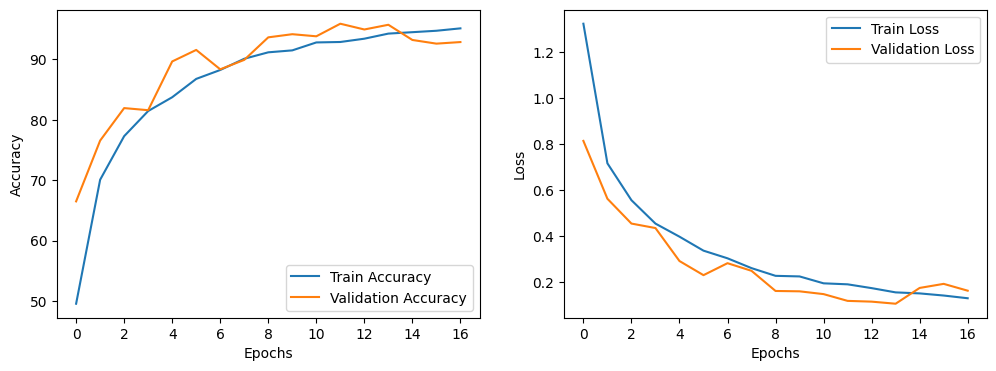 90
80
70
60
50
Accuracy
0 2 4 6 8 10 12 14 16
Epochs
Train Accuracy
Validation Accuracy
1.2
1.0
0.8
0.6
0.4
0.2
Loss
0 2 4 6 8 10 12 14 16
Epochs
Train Loss
Validation Loss